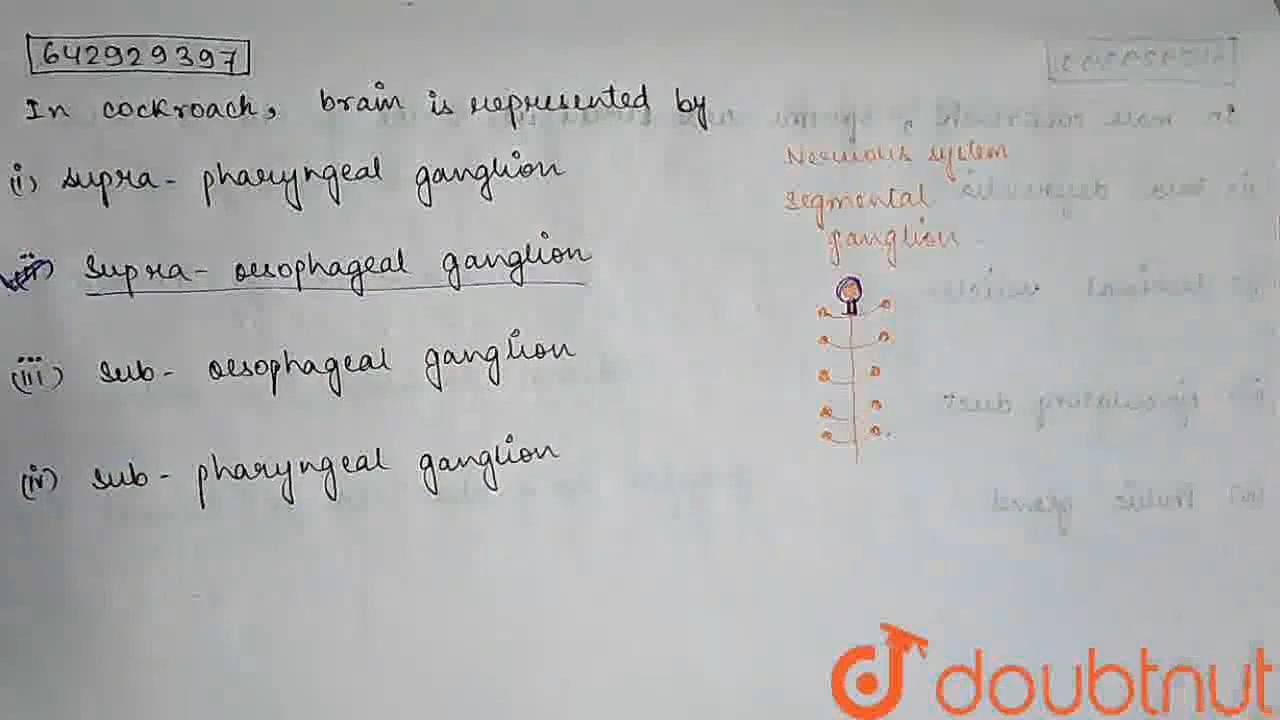 642929397
In cockroach, brain is represented by
(i) supra- pharyngeal ganglion
(ii) supra- oesophageal ganglion
(iii) sub- oesophageal ganglion
(iv) sub- pharyngeal ganglion
Nervous system
segmental
ganglion
doubtnut